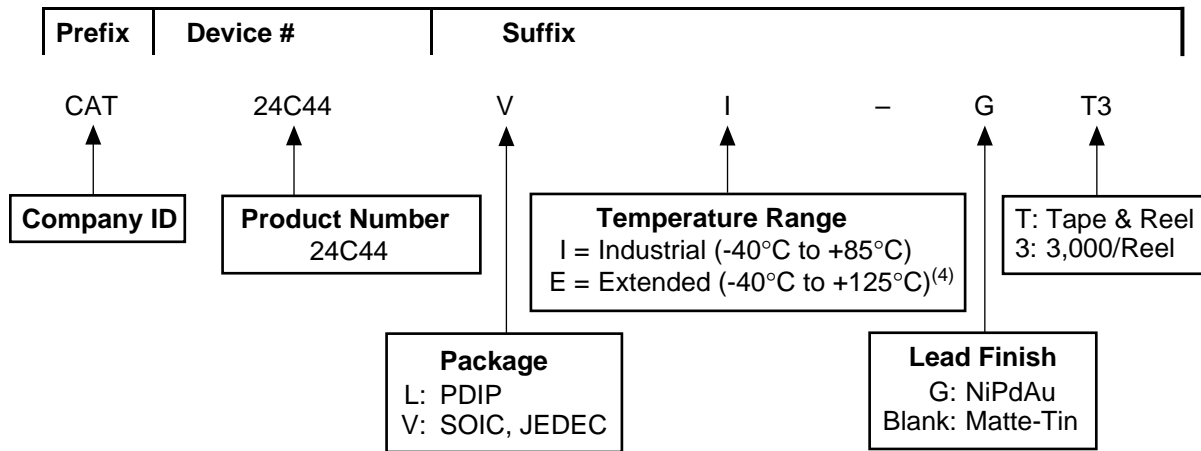 Prefix Device # Suffix
CAT 24C44 V I – G T3
Company ID
Product Number
24C44
Temperature Range
I = Industrial (-40°C to +85°C)
E = Extended (-40°C to +125°C)(4)
T: Tape & Reel
3: 3,000/Reel
Package
L: PDIP
V: SOIC, JEDEC
Lead Finish
G: NiPdAu
Blank: Matte-Tin